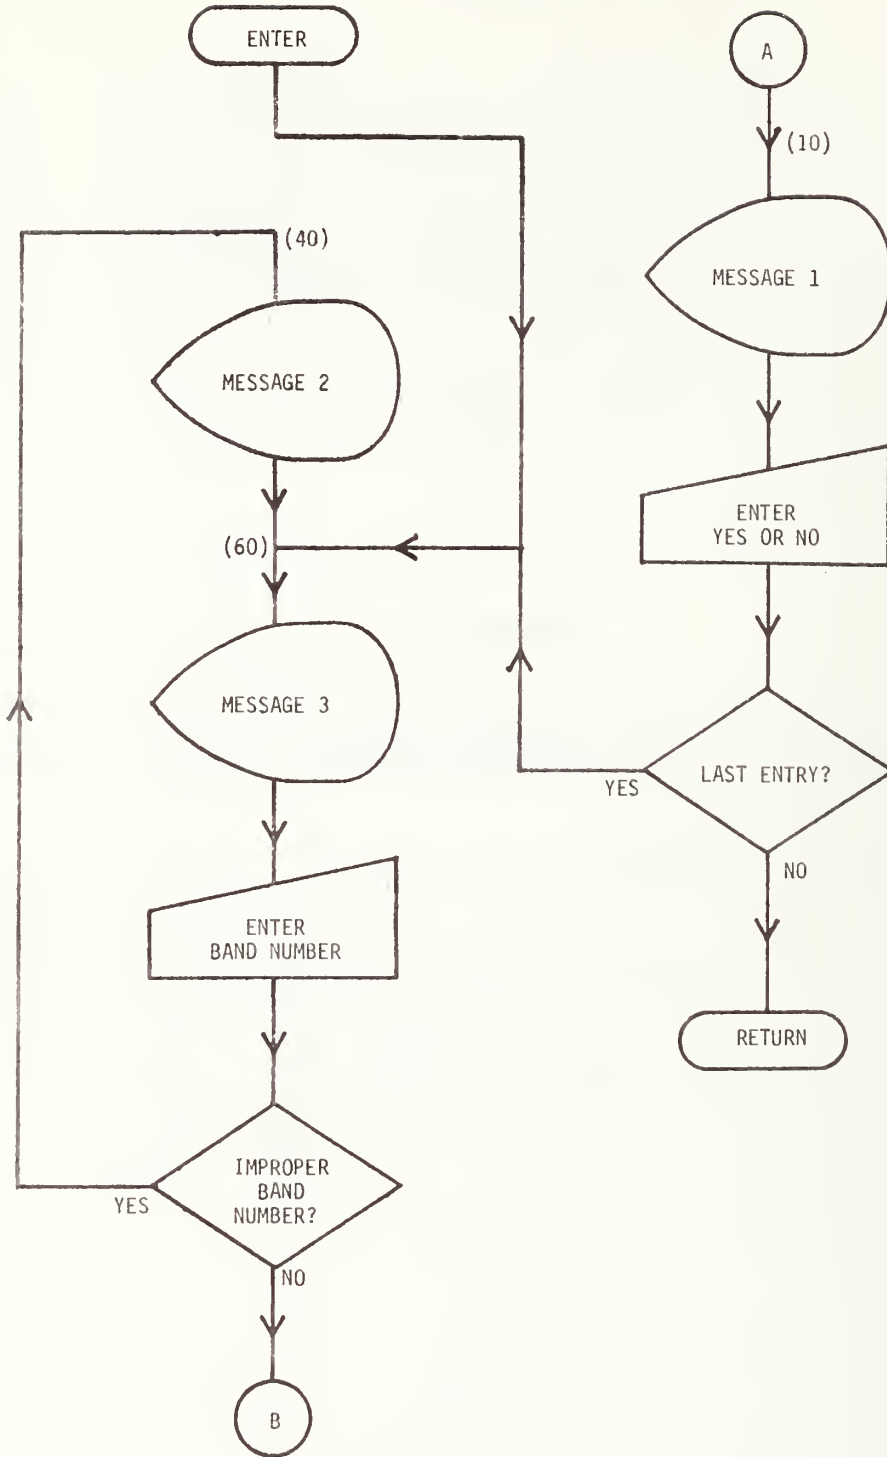 ENTER
(40)
MESSAGE 2
(60)
MESSAGE 3
ENTER
BAND NUMBER
IMPROPER
BAND
NUMBER?
YES
NO
B
A
(10)
MESSAGE 1
ENTER
YES OR NO
LAST ENTRY?
YES
NO
RETURN